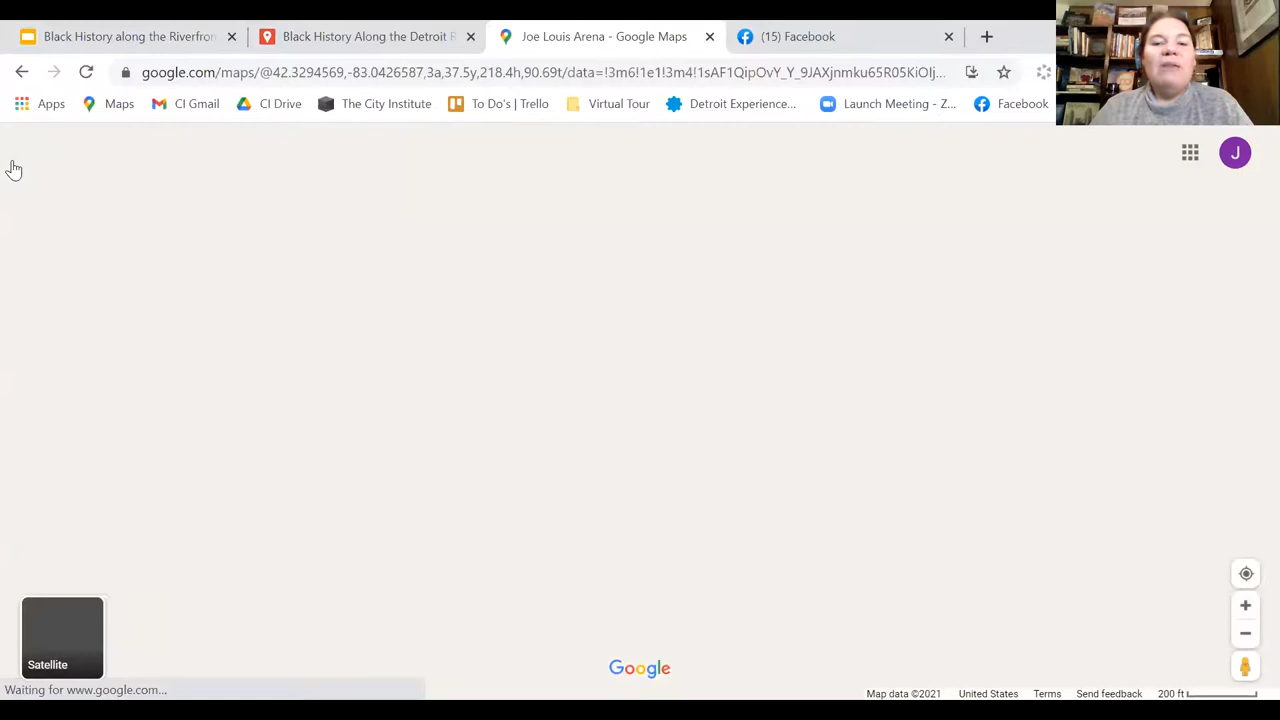 Black History along the Riverfron
Black History Along the Detroit R
Joe Louis Arena - Google Maps
(15) Facebook
google.com/maps/@42.3294569,-83.0426587,3a,37.5y,218.4h,90.69t/data=!3m6!1e1!3m4!1sAF1QipOvY_Y_9JAXjnmku65R05KiOIj...
Apps
Maps
CI Gmail
CI Drive
The City Institute
To Do's | Trello
Virtual Tour
Detroit Experience...
Launch Meeting - Z...
Facebook
J
Satellite
Google
Waiting for www.google.com...
Map data ©2021
United States
Terms
Send feedback
200 ft